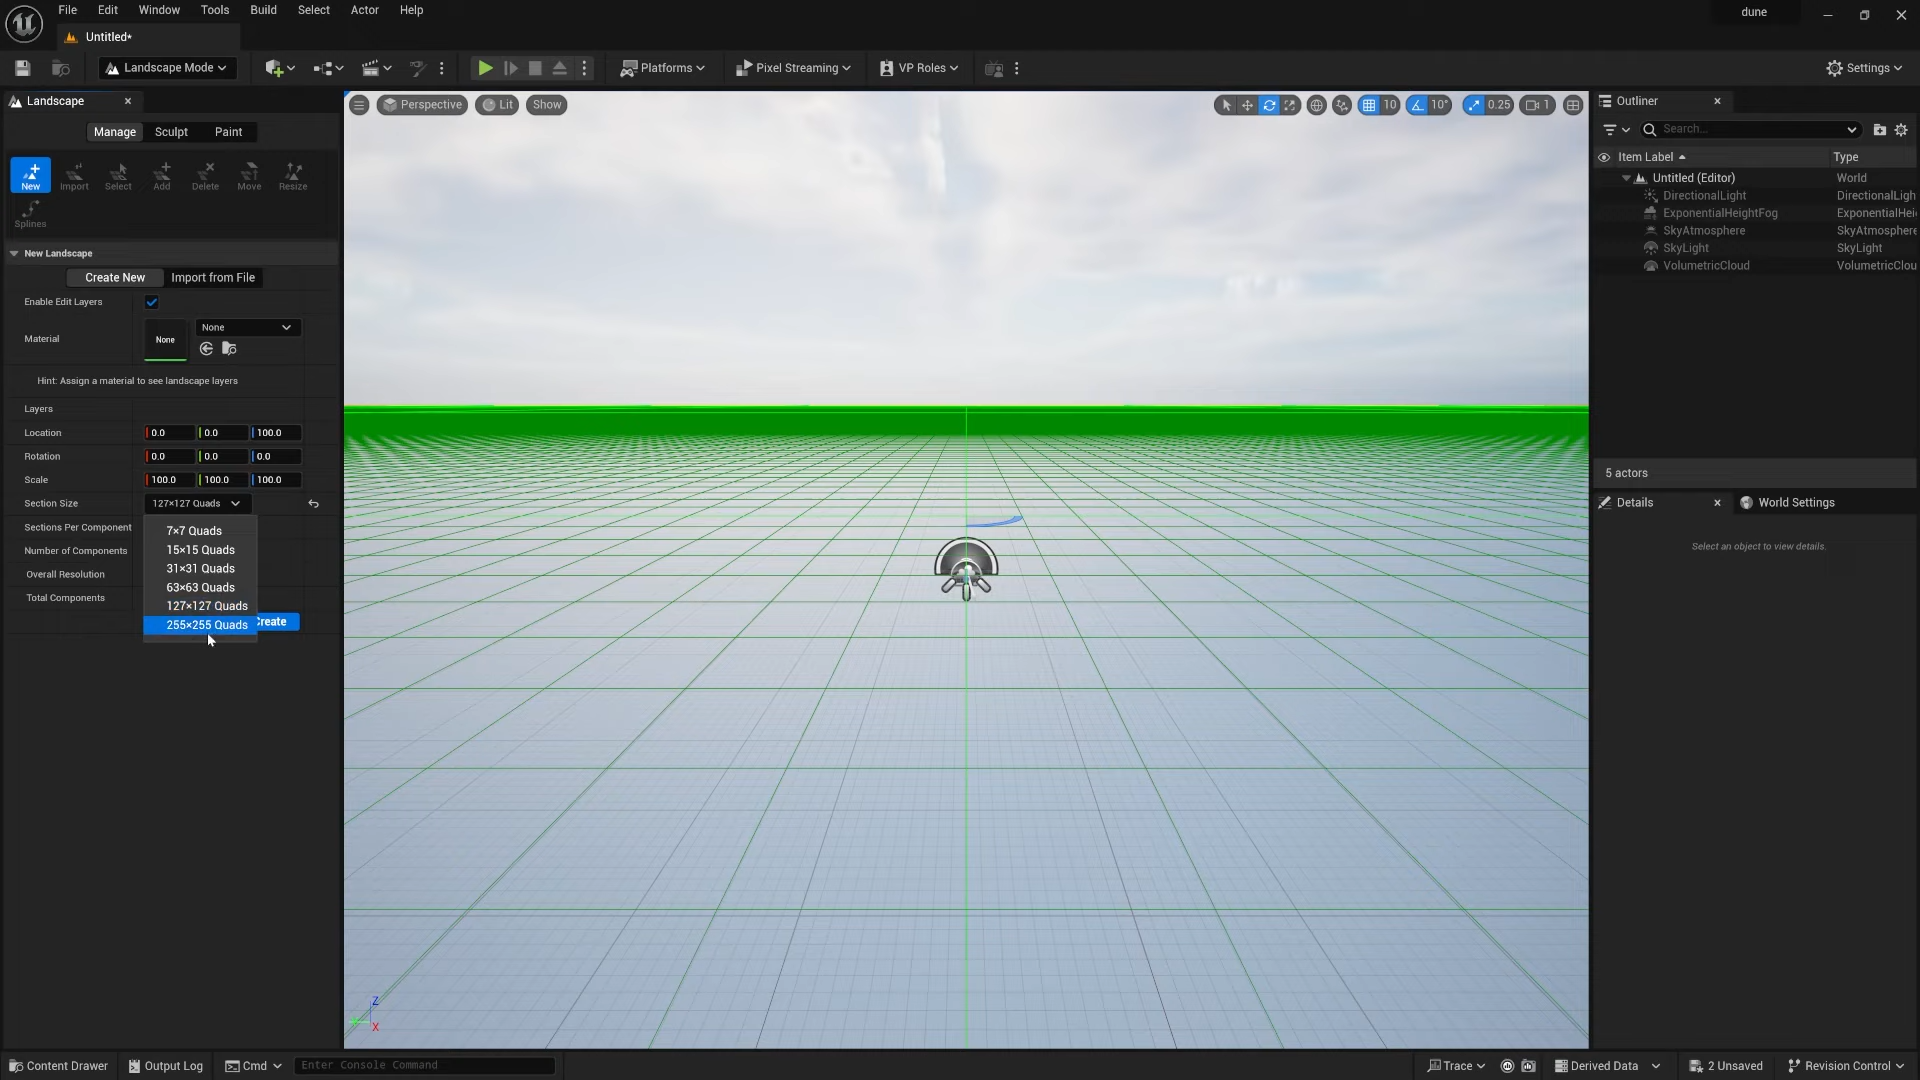 File Edit Window Tools Build Select Actor Help
dune
Untitled*
Landscape Mode
Platforms
Pixel Streaming
VP Roles
Settings
Landscape
Manage Sculpt Paint
New Import Select Add Delete Move Resize
Splines
New Landscape
Create New Import from File
Enable Edit Layers
Material None None
Hint: Assign a material to see landscape layers
Layers
Location 0.0 0.0 100.0
Rotation 0.0 0.0 0.0
Scale 100.0 100.0 100.0
Section Size 127×127 Quads
Sections Per Component
Number of Components
Overall Resolution
Total Components
7×7 Quads
15×15 Quads
31×31 Quads
63×63 Quads
127×127 Quads
255×255 Quads
Create
Perspective Lit Show
10 10° 0.25 1
Z
X
Outliner
Search...
Item Label Type
Untitled (Editor) World
DirectionalLight DirectionalLigh
ExponentialHeightFog ExponentialHei
SkyAtmosphere SkyAtmosphere
SkyLight SkyLight
VolumetricCloud VolumetricClou
5 actors
Details World Settings
Select an object to view details.
Content Drawer Output Log Cmd Enter Console Command
Trace Derived Data 2 Unsaved Revision Control